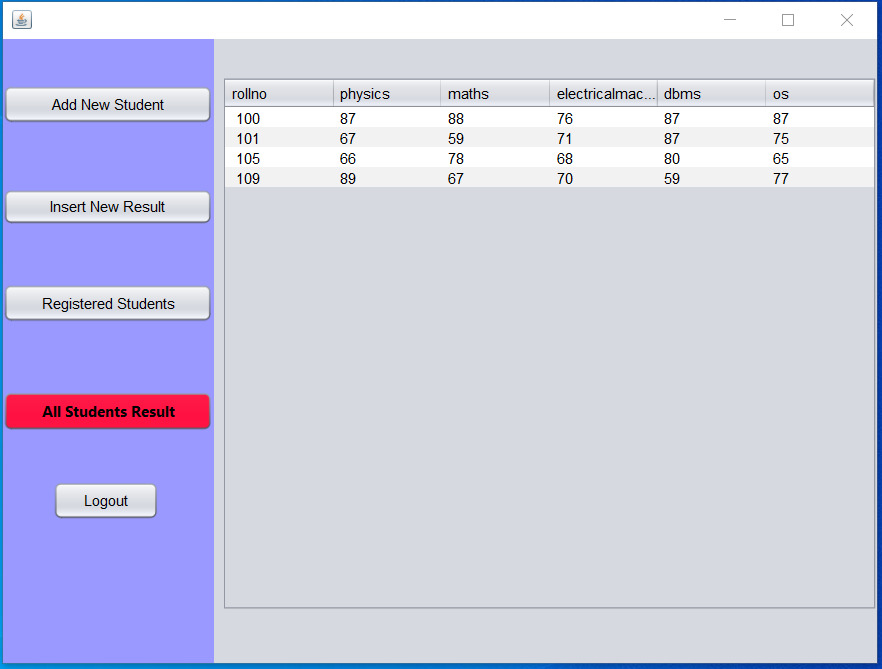 Add New Student
Insert New Result
Registered Students
All Students Result
Logout
rollno physics maths electricalmac... dbms os
100 87 88 76 87 87
101 67 59 71 87 75
105 66 78 68 80 65
109 89 67 70 59 77